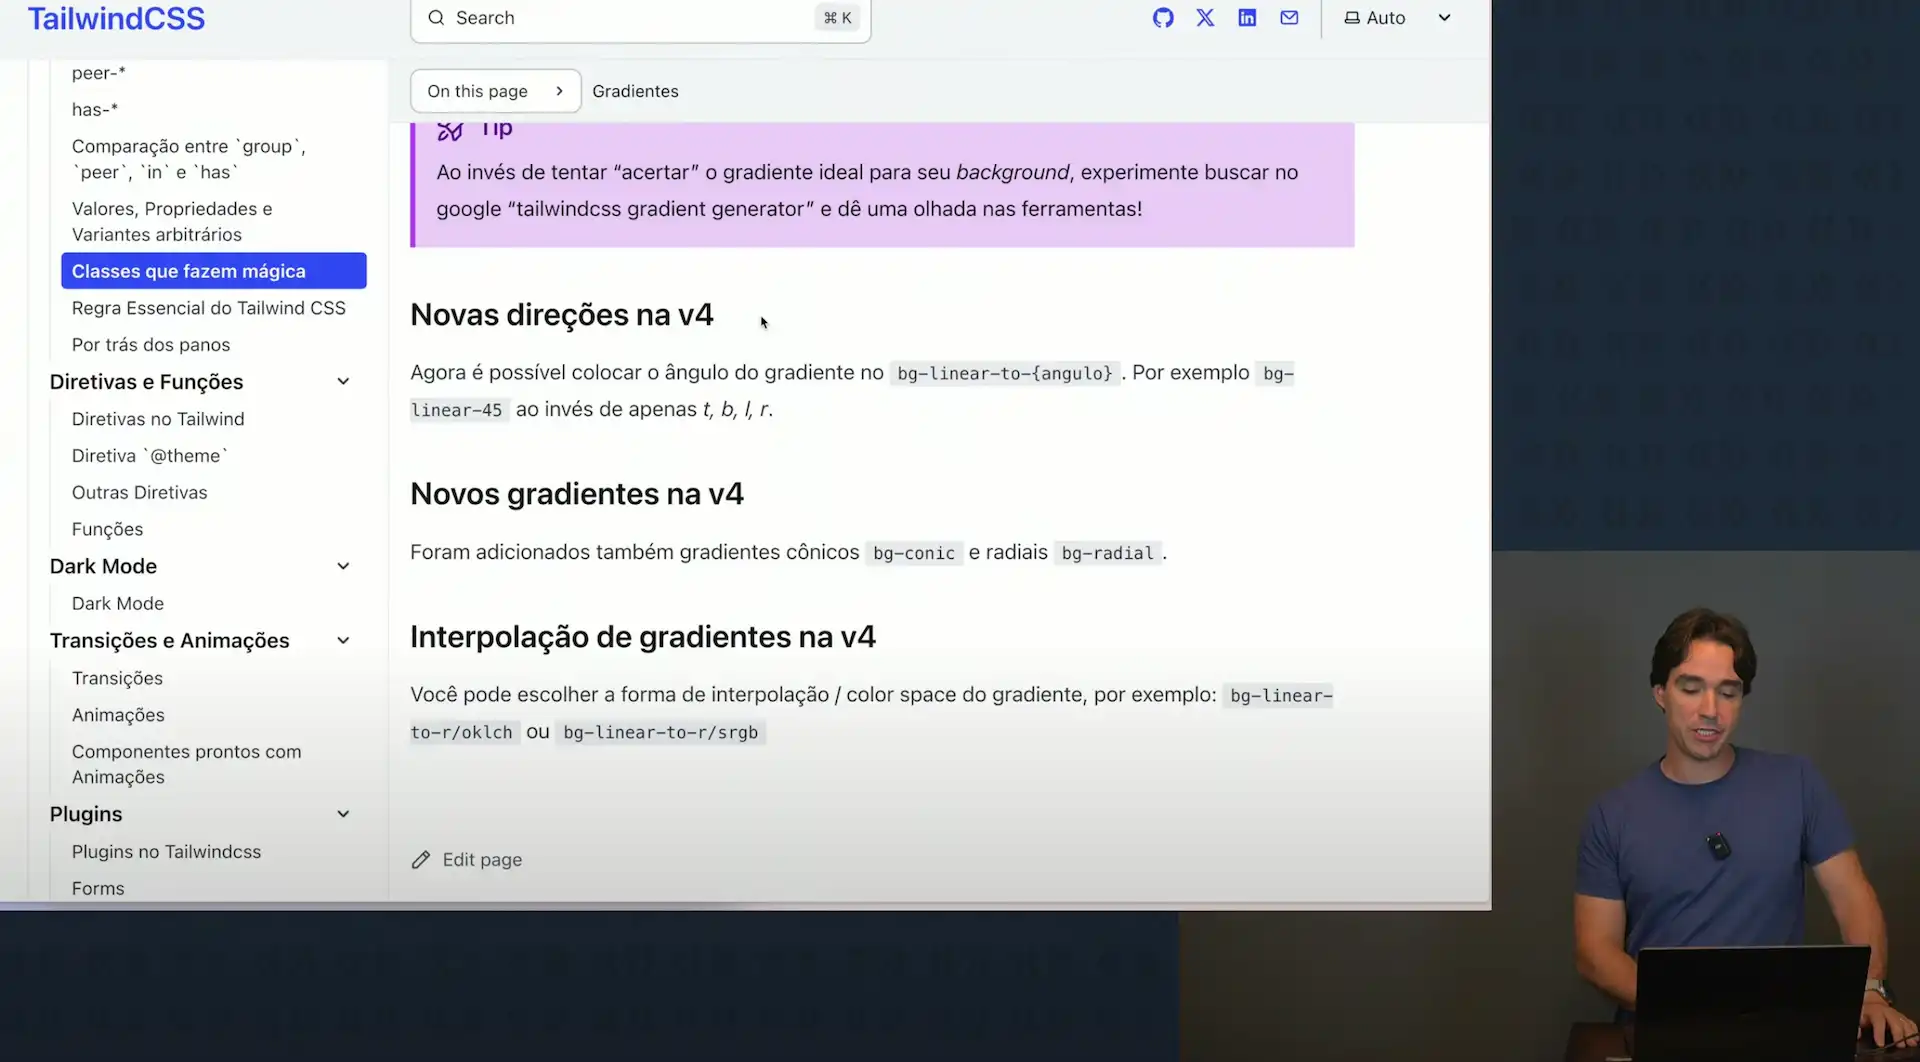 TailwindCSS
Search
⌘ K
Auto
peer-*
has-*
Comparação entre `group`,
`peer`, `in` e `has`
Valores, Propriedades e
Variantes arbitrários
Classes que fazem mágica
Regra Essencial do Tailwind CSS
Por trás dos panos
Diretivas e Funções
Diretivas no Tailwind
Diretiva `@theme`
Outras Diretivas
Funções
Dark Mode
Dark Mode
Transições e Animações
Transições
Animações
Componentes prontos com
Animações
Plugins
Plugins no Tailwindcss
Forms
On this page
Gradientes
Tip
Ao invés de tentar “acertar” o gradiente ideal para seu background, experimente buscar no
google “tailwindcss gradient generator” e dê uma olhada nas ferramentas!
Novas direções na v4
Agora é possível colocar o ângulo do gradiente no bg-linear-to-{angulo}. Por exemplo bg-
linear-45 ao invés de apenas t, b, l, r.
Novos gradientes na v4
Foram adicionados também gradientes cônicos bg-conic e radiais bg-radial.
Interpolação de gradientes na v4
Você pode escolher a forma de interpolação / color space do gradiente, por exemplo: bg-linear-
to-r/oklch ou bg-linear-to-r/srgb
Edit page